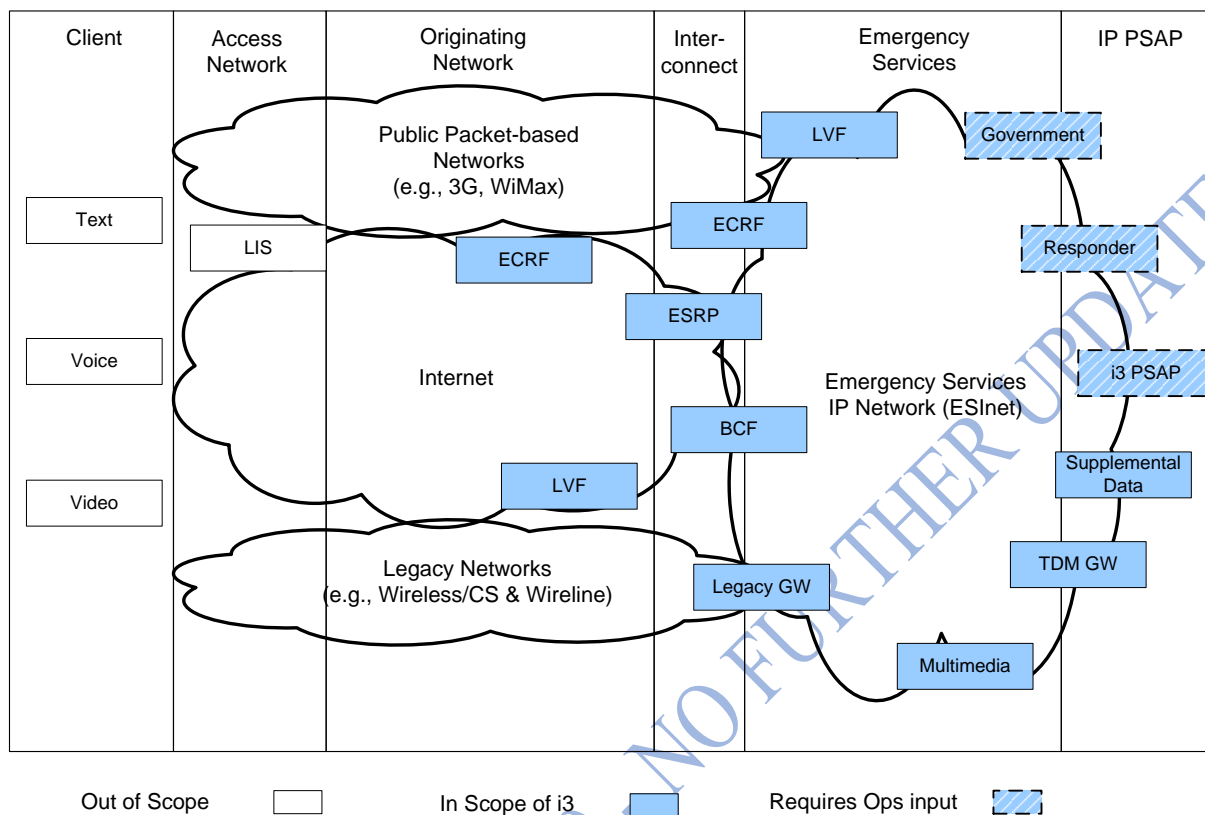 Client
Access
Network
Originating
Network
Inter-
connect
Emergency
Services
IP PSAP
Public Packet-based
Networks
(e.g., 3G, WiMax)
LVF
Government
Text
LIS
ECRF
ECRF
Responder
ESRP
Voice
Internet
Emergency Services
IP Network (ESInet)
i3 PSAP
BCF
Video
LVF
Supplemental
Data
Legacy Networks
(e.g., Wireless/CS & Wireline)
Legacy GW
TDM GW
Multimedia
NO FURTHER UPDATE
Out of Scope
In Scope of i3
Requires Ops input